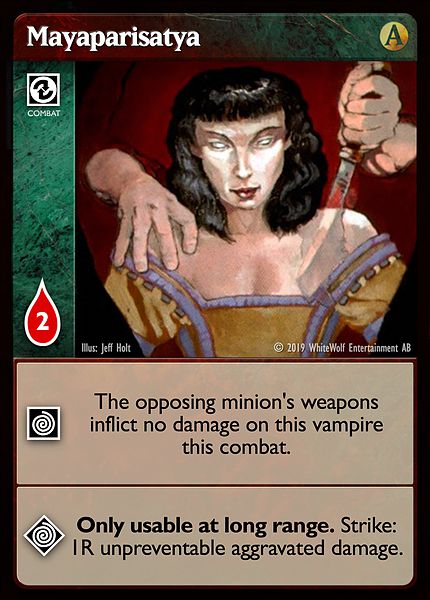 Mayaparisatya
A
COMBAT
2
Illus: Jeff Holt
© 2019 WhiteWolf Entertainment AB
The opposing minion's weapons
inflict no damage on this vampire
this combat.
Only usable at long range. Strike:
1R unpreventable aggravated damage.